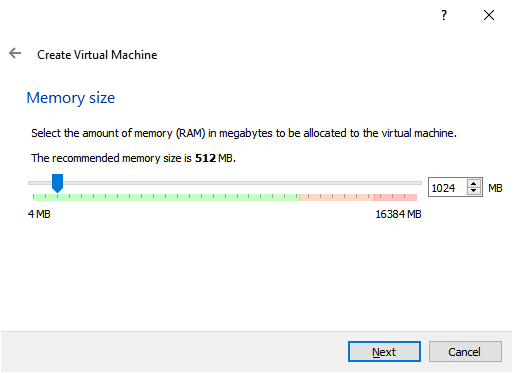 ?
Create Virtual Machine
Memory size
Select the amount of memory (RAM) in megabytes to be allocated to the virtual machine.
The recommended memory size is 512 MB.
1024 MB
4 MB 16384 MB
Next Cancel